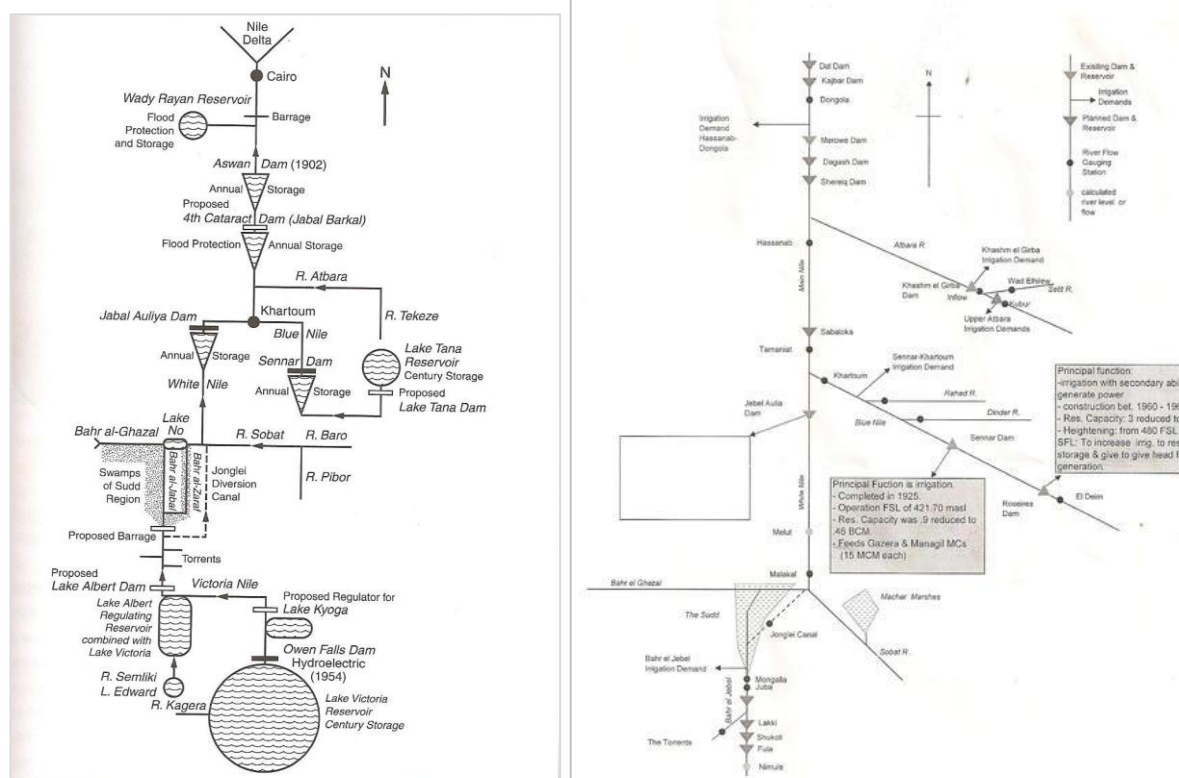 Nile
Delta
Cairo
N
Wady Rayan Reservoir
Flood
Protection
and Storage
Barrage
Aswan Dam (1902)
Annual Storage
Proposed
4th Cataract Dam (Jabal Barkal)
Flood Protection Annual Storage
R. Atbara
Khartoum
Jabal Auliya Dam
Blue Nile
R. Tekeze
Annual Storage
Sennar Dam
Lake Tana
Reservoir
Century Storage
White Nile
Annual Storage
Proposed
Lake Tana Dam
Lake
No
Bahr al-Ghazal
R. Sobat
R. Baro
Swamps
of Sudd
Region
Bahr al-Jabal
Bahr al-Zaraf
Jonglei
Diversion
Canal
R. Pibor
Proposed Barrage
Torrents
Proposed
Lake Albert Dam
Victoria Nile
Proposed Regulator for
Lake Kyoga
Lake Albert
Regulating
Reservoir
combined with
Lake Victoria
Owen Falls Dam
Hydroelectric
(1954)
R. Semliki
L. Edward
R. Kagera
Lake Victoria
Reservoir
Century Storage
Dal Dam
Kajbar Dam
Dongola
Irrigation
Demand
Hassanab-
Dongola
Merowe Dam
Dagash Dam
Shereiq Dam
N
Exisiting Dam &
Reservoir
Irrigation
Demands
Planned Dam &
Reservoir
River Flow
Gauging
Station
calculated
river level or
flow
Hassanab
Atbara R.
Khashm el Girba
Irrigation Demand
Khashm el Girba
Dam
Inflow
Wad Elhilew
Setit R.
Kubur
Upper Atbara
Irrigation Demands
Main Nile
Sabaloka
Tamaniat
Sennar-Khartoum
Irrigation Demand
Khartoum
Rahad R.
Dinder R.
Blue Nile
Jebel Aulia
Dam
Sennar Dam
Principal function:
-irrigation with secondary
generate power
- construction bet. 1960 -
- Res. Capacity: 3 reduced to
- Heightening: from 480 FSL
SFL: To increase irrig. to
storage & give to give head
generation.
Roseires
Dam
El Deim
Principal Fuction is irrigation.
- Completed in 1925.
- Operation FSL of 421.70 masl
- Res. Capacity was .9 reduced to
.45 BCM.
- Feeds Gazera & Managil MCs
(15 MCM each)
White Nile
Melut
Malakal
Bahr el Ghazal
The Sudd
Machar Marshes
Jonglei Canal
Sobat R.
Bahr el Jebel
Irrigation Demand
Mongalla
Juba
Bahr el Jebel
The Torrents
Lakki
Shukoli
Fula
Nimule